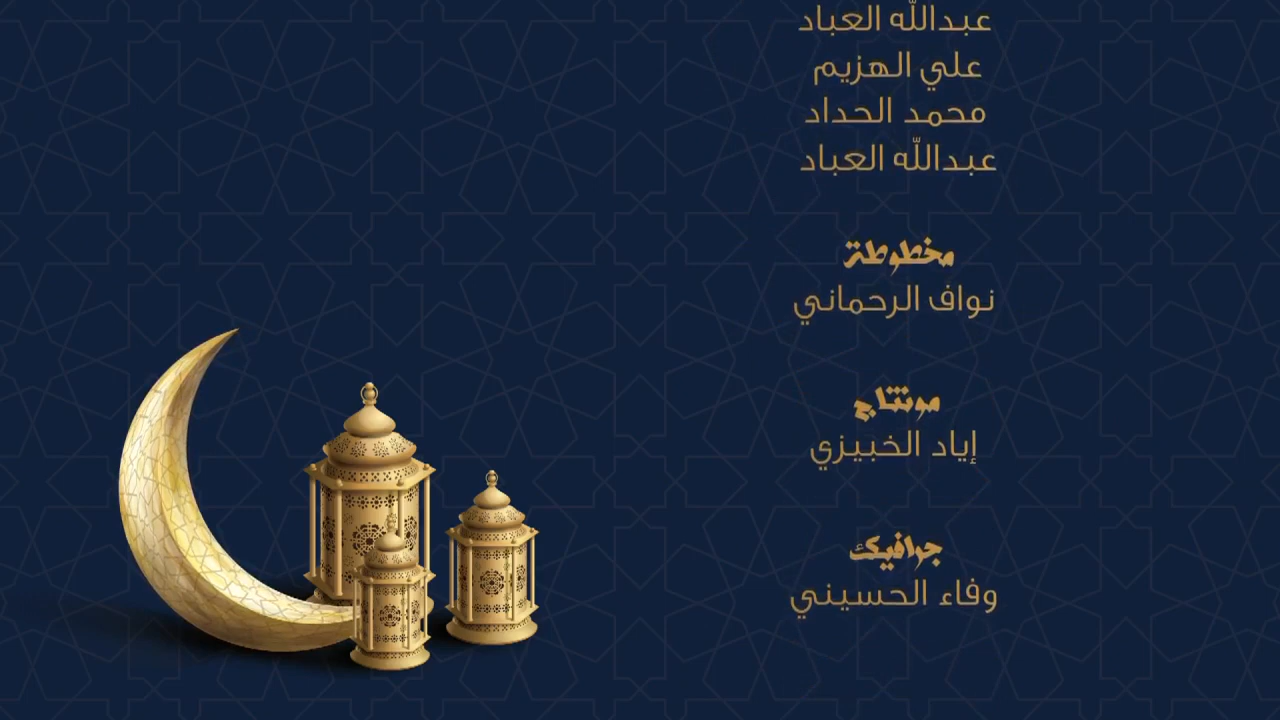 عبدالله العباد
علي الهزيم
محمد الحداد
عبدالله العباد
مخطوطة
نواف الرحماني
مونتاج
إياد الخبيزي
جرافيك
وفاء الحسيني